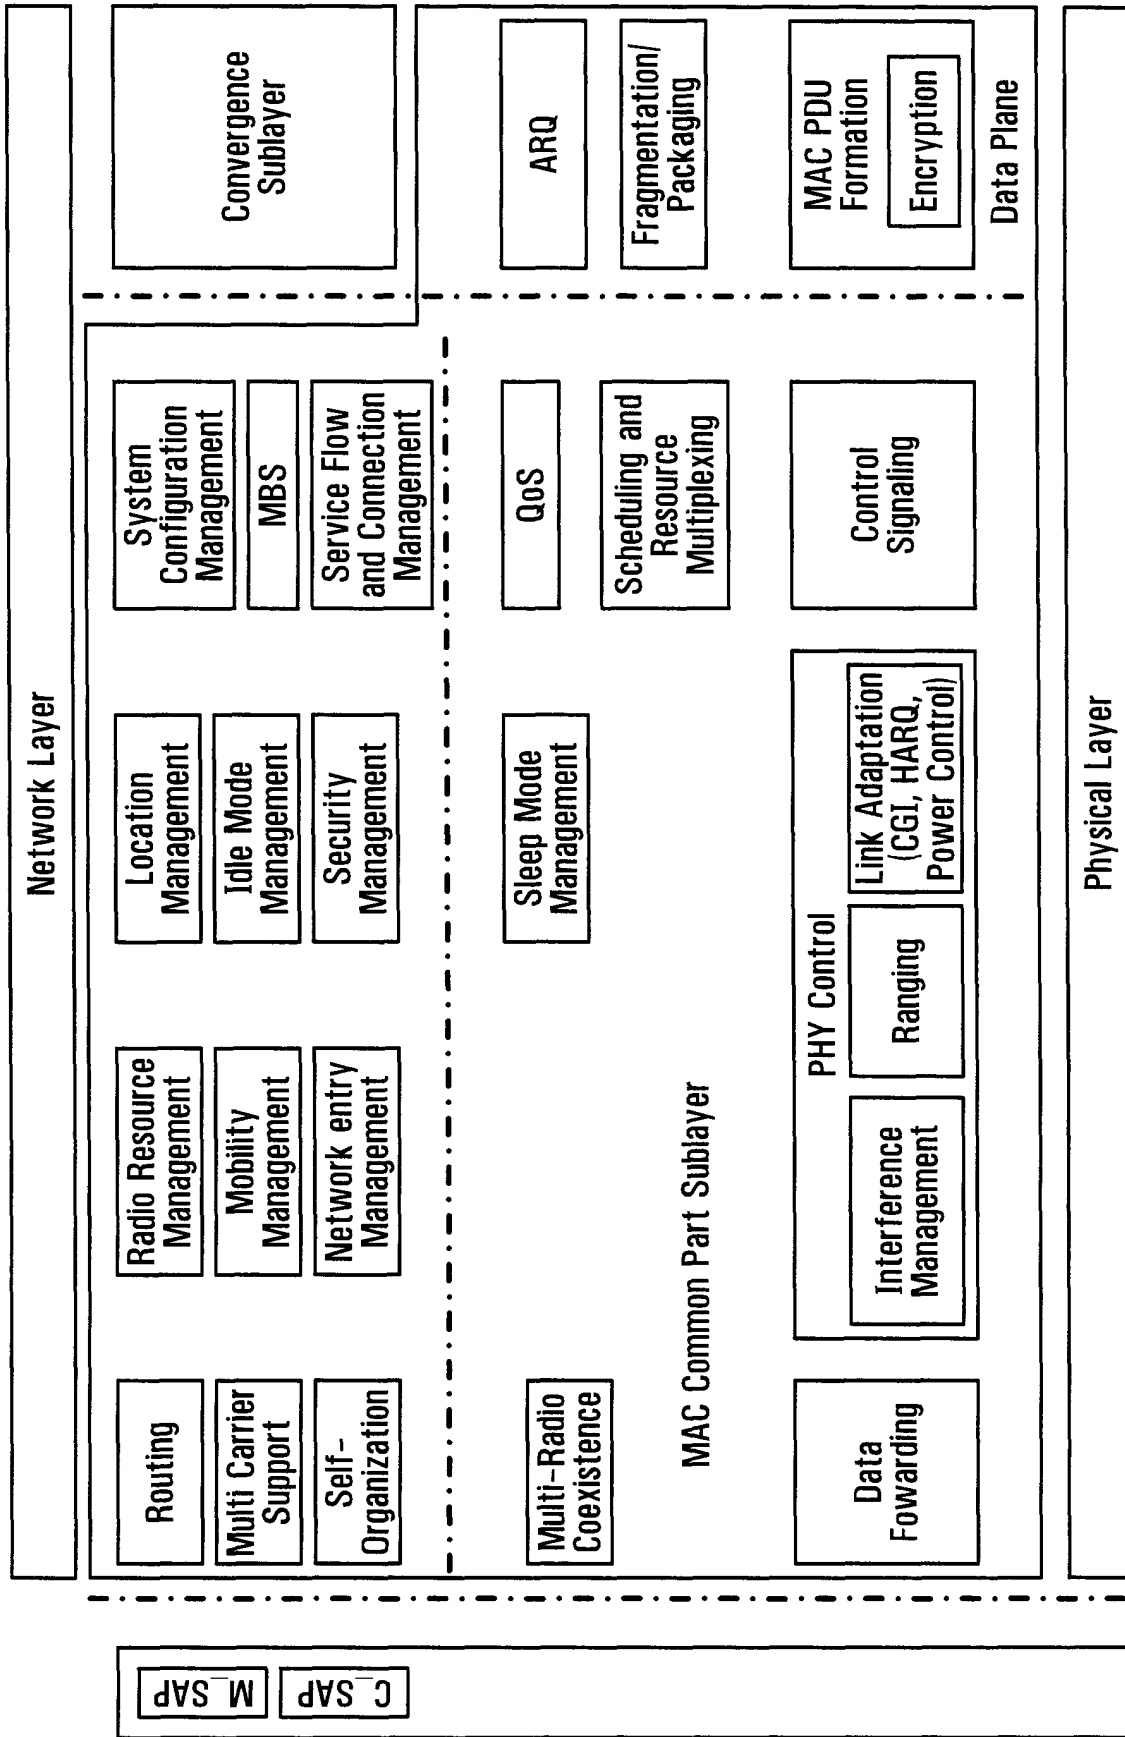 Network Layer
M_SAP
C_SAP
Routing
Multi Carrier
Support
Self-
Organization
Radio Resource
Management
Mobility
Management
Network entry
Management
Location
Management
Idle Mode
Management
Security
Management
System
Configuration
Management
MBS
Service Flow
and Connection
Management
Convergence
Sublayer
Multi-Radio
Coexistence
Sleep Mode
Management
QoS
Scheduling and
Resource
Multiplexing
ARQ
Fragmentation/
Packaging
MAC Common Part Sublayer
Data
Fowarding
PHY Control
Interference
Management
Ranging
Link Adaptation
(CGI, HARQ,
Power Control)
Control
Signaling
MAC PDU
Formation
Encryption
Data Plane
Physical Layer